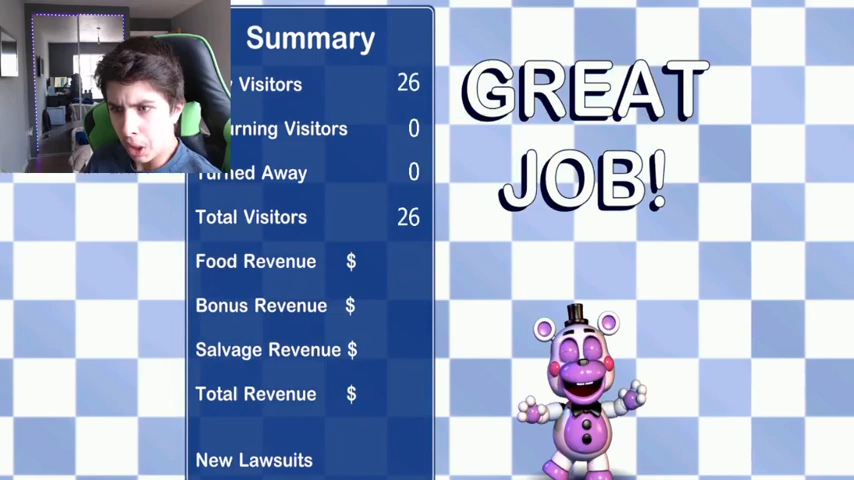 Summary
Visitors 26
urning Visitors 0
Turned Away 0
Total Visitors 26
Food Revenue $
Bonus Revenue $
Salvage Revenue $
Total Revenue $
New Lawsuits
GREAT
JOB!